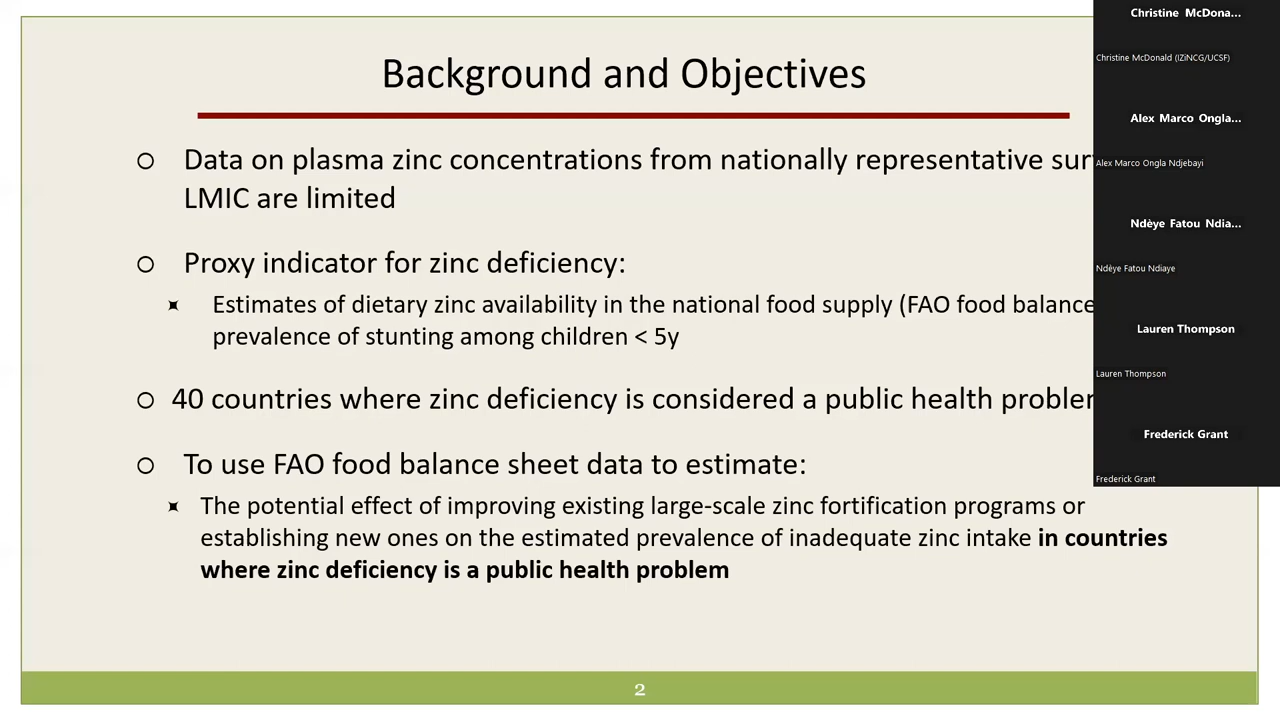 Background and Objectives
Data on plasma zinc concentrations from nationally representative
LMIC are limited
Proxy indicator for zinc deficiency:
Estimates of dietary zinc availability in the national food supply (FAO food balance
prevalence of stunting among children < 5y
40 countries where zinc deficiency is considered a public health
To use FAO food balance sheet data to estimate:
The potential effect of improving existing large-scale zinc fortification programs or
establishing new ones on the estimated prevalence of inadequate zinc intake in countries
where zinc deficiency is a public health problem
2
Christine McDona...
Christine McDonald (IZiNCG/UCSF)
Alex Marco Ongla...
Alex Marco Ongla Ndjebayi
Ndèye Fatou Ndia...
Ndèye Fatou Ndiaye
Lauren Thompson
Lauren Thompson
Frederick Grant
Frederick Grant